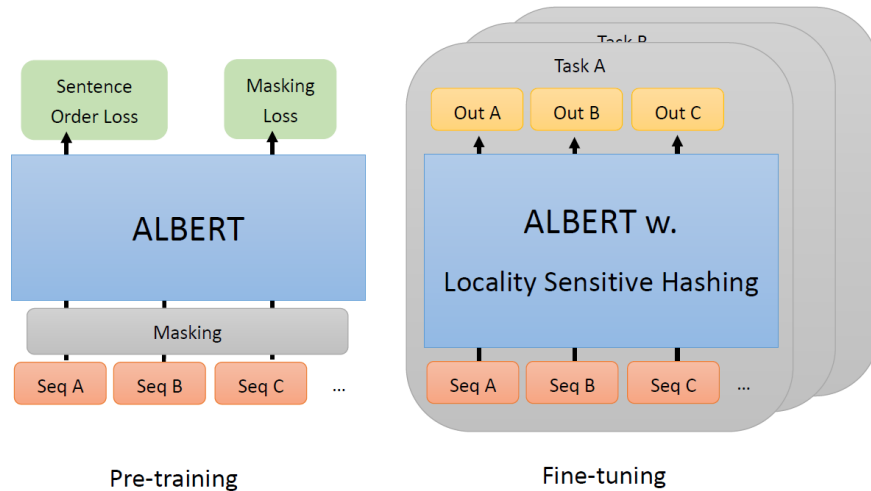 Sentence
Order Loss
Masking
Loss
ALBERT
Masking
Seq A
Seq B
Seq C
...
Pre-training
Task B
Task A
Out A
Out B
Out C
ALBERT w.
Locality Sensitive Hashing
Seq A
Seq B
Seq C
...
Fine-tuning